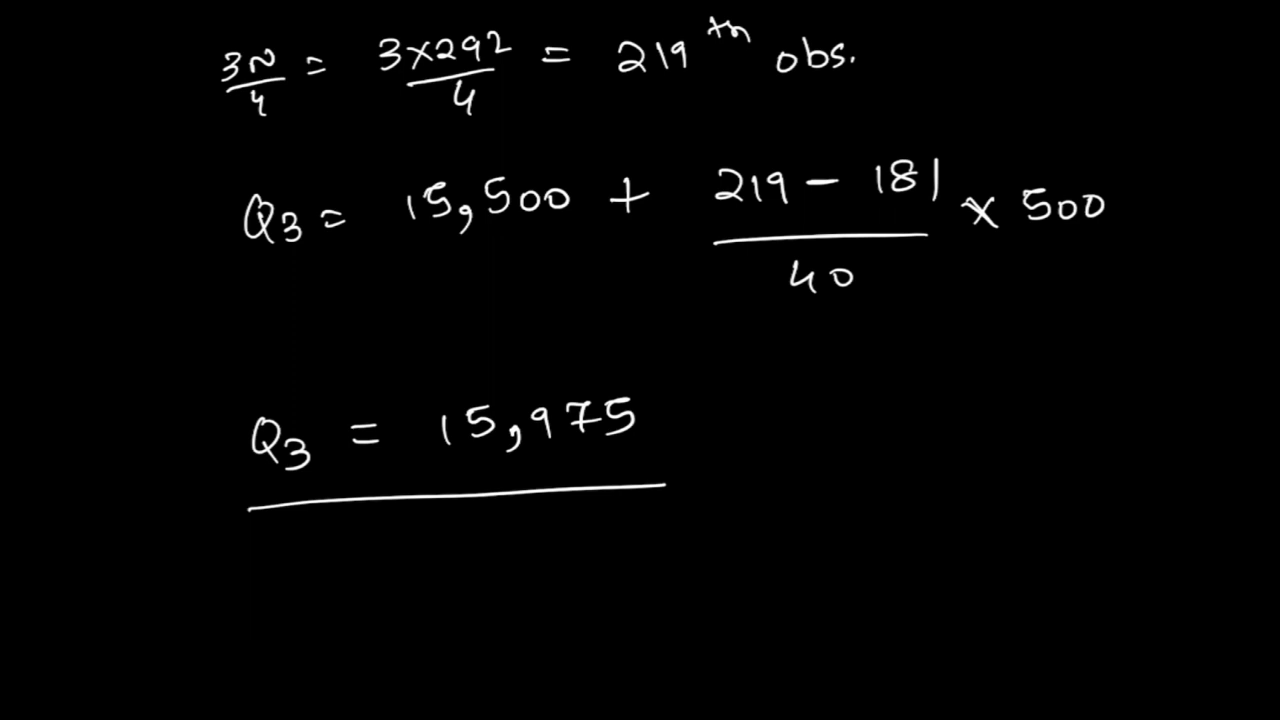 3N/4 = 3×292/4 = 219th obs.
Q3 = 15,500 + 219 - 181/40 × 500
Q3 = 15,975